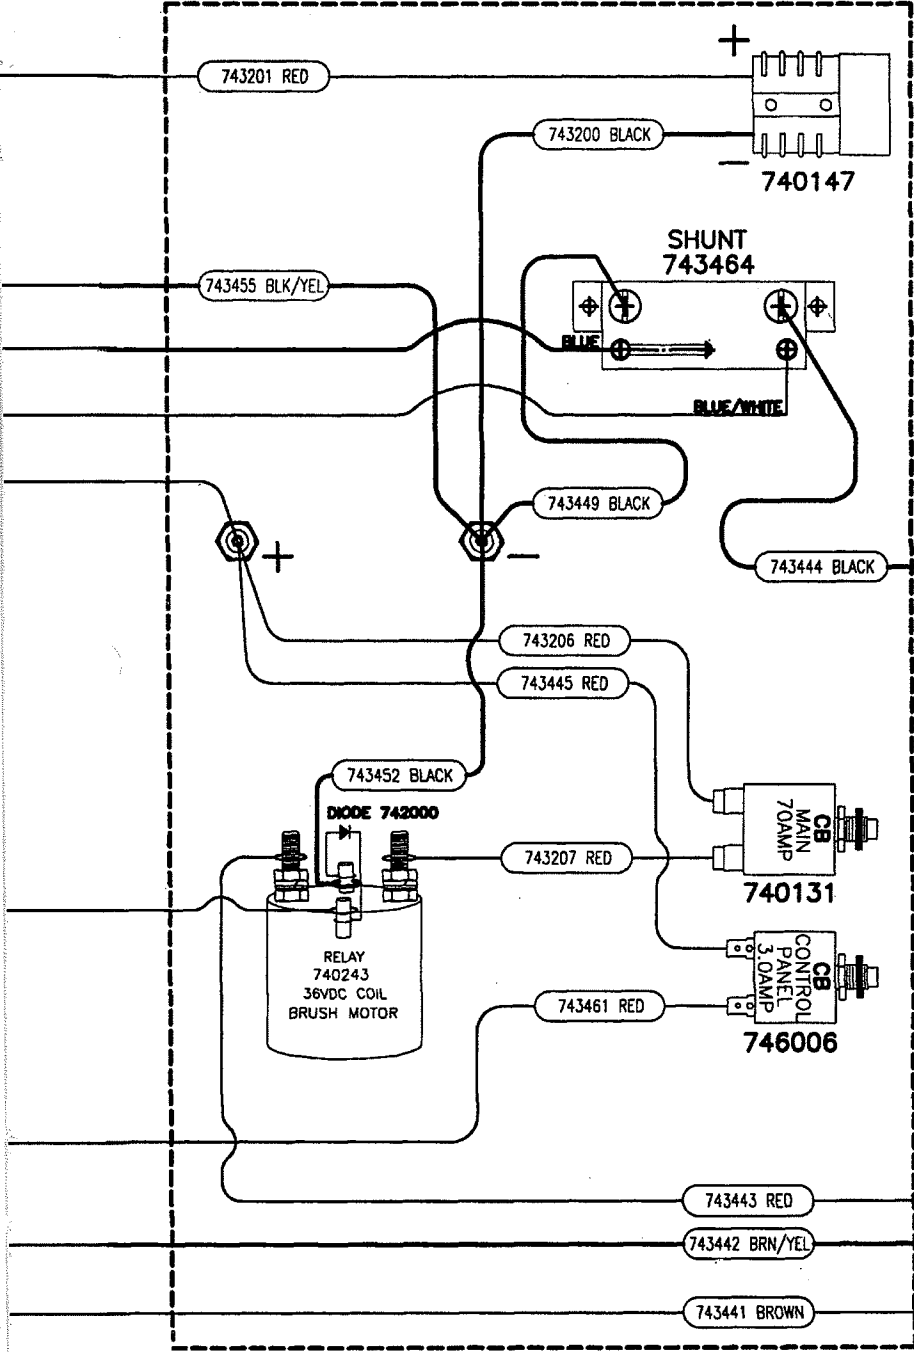 +
743201 RED
743200 BLACK
−
740147
SHUNT
743464
743455 BLK/YEL
BLUE
BLUE/WHITE
743449 BLACK
+
−
743444 BLACK
743206 RED
743445 RED
743452 BLACK
DIODE 742000
CB
MAIN
70AMP
743207 RED
740131
RELAY
740243
36VDC COIL
BRUSH MOTOR
CB
CONTROL
PANEL
3.0AMP
743461 RED
746006
743443 RED
743442 BRN/YEL
743441 BROWN